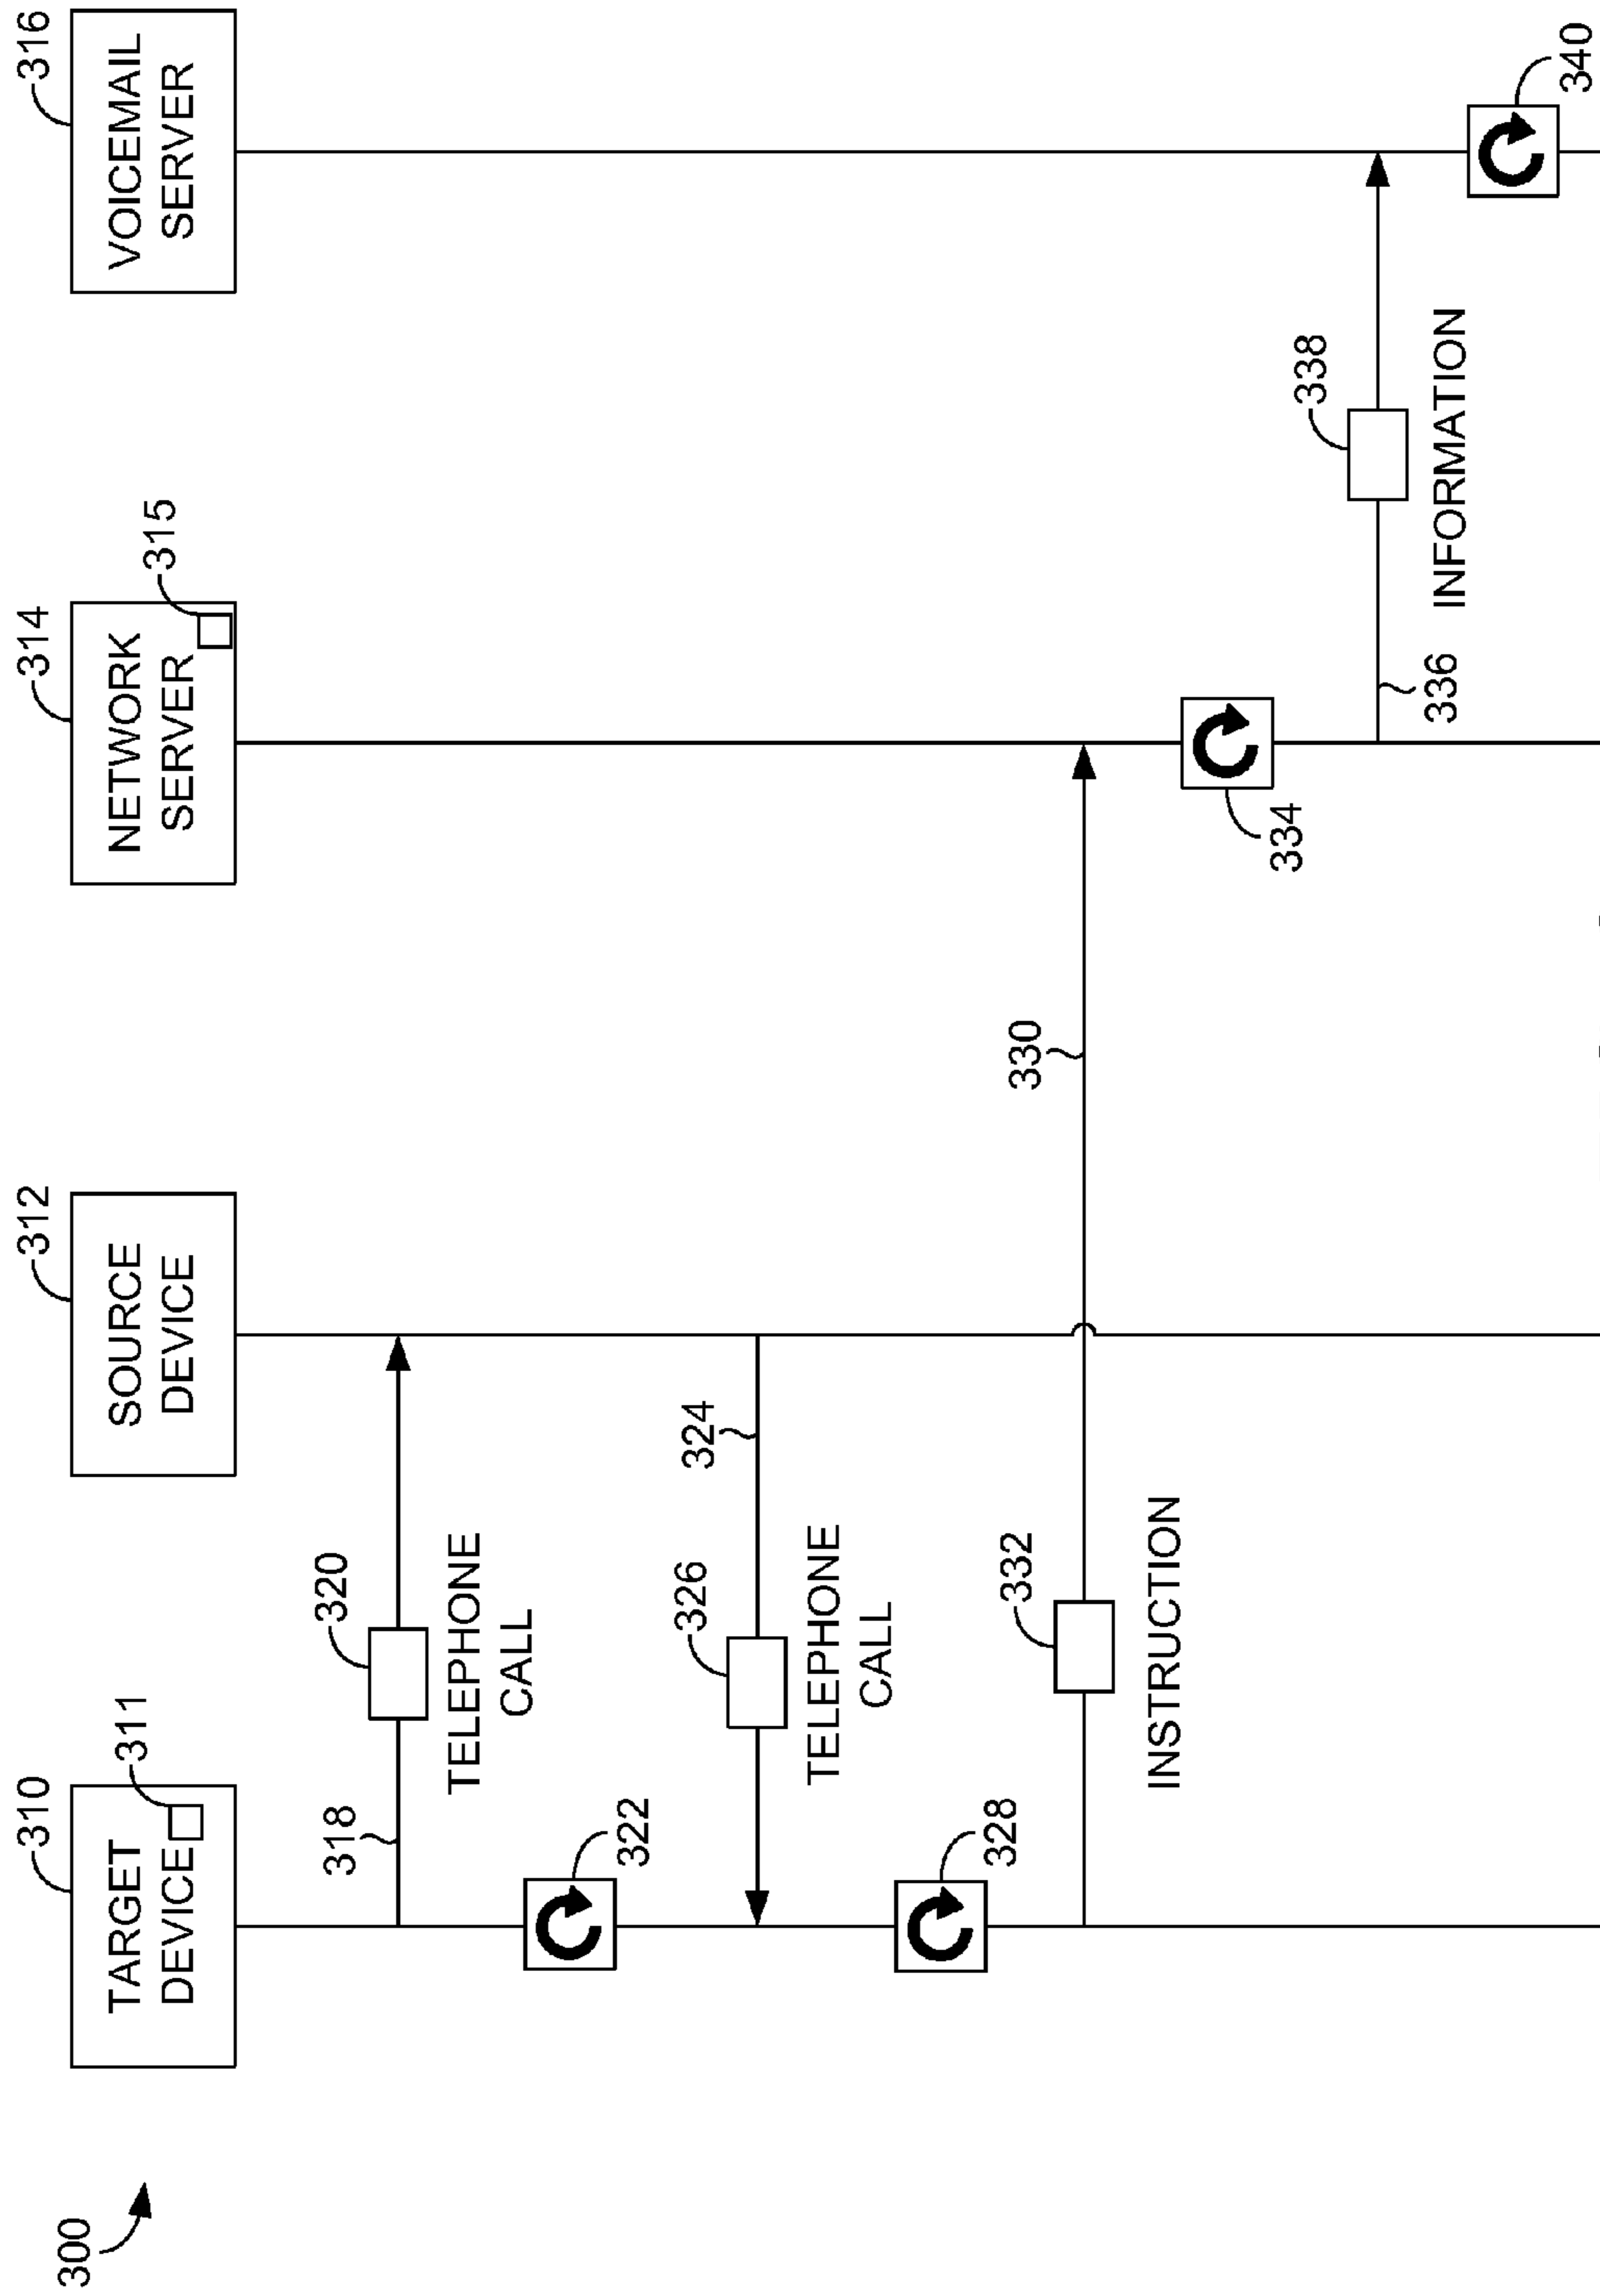 300
310
TARGET
DEVICE
311
312
SOURCE
DEVICE
314
NETWORK
SERVER
315
316
VOICEMAIL
SERVER
318
320
TELEPHONE
CALL
322
324
326
TELEPHONE
CALL
328
330
332
INSTRUCTION
334
336
338
INFORMATION
340